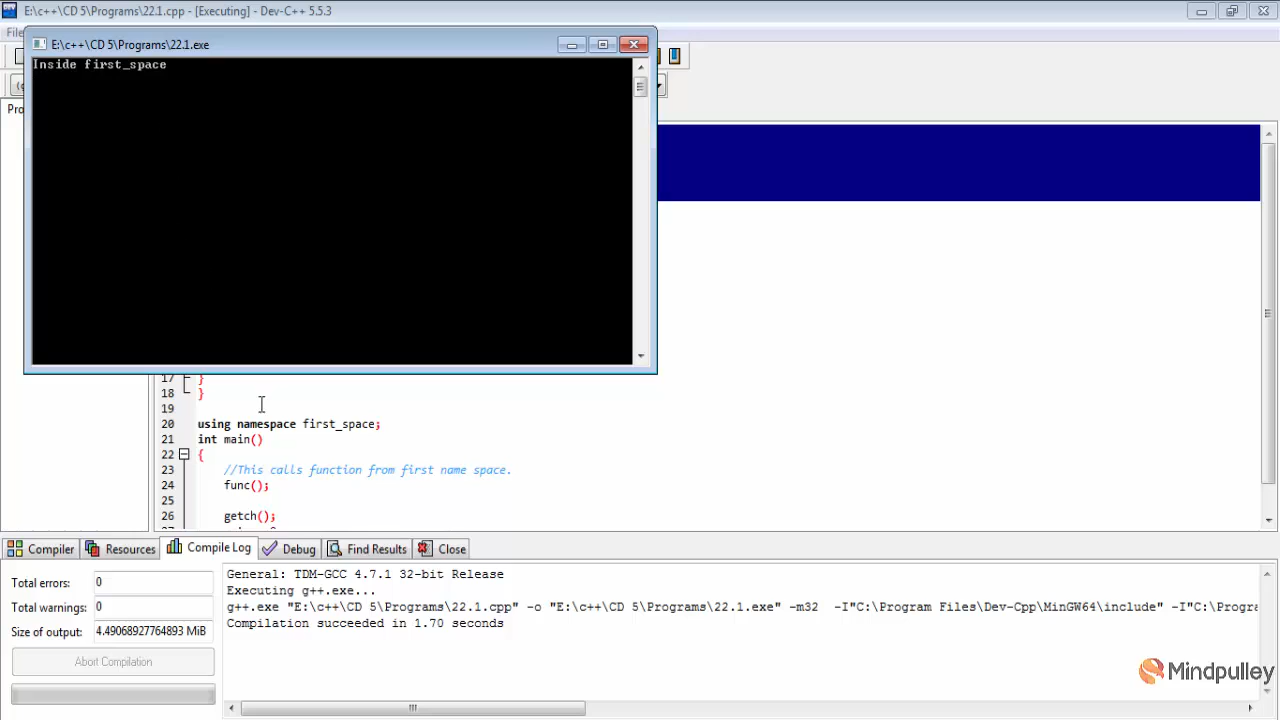 E:\c++\CD 5\Programs\22.1.cpp - [Executing] - Dev-C++ 5.5.3
E:\c++\CD 5\Programs\22.1.exe
Inside first_space
17 }
18 }
19
20 using namespace first_space;
21 int main()
22 {
23 //This calls function from first name space.
24 func();
25
26 getch();
Compiler Resources Compile Log Debug Find Results Close
Total errors: 0
Total warnings: 0
Size of output: 4.49068927764893 MiB
Abort Compilation
General: TDM-GCC 4.7.1 32-bit Release
Executing g++.exe...
g++.exe "E:\c++\CD 5\Programs\22.1.cpp" -o "E:\c++\CD 5\Programs\22.1.exe" -m32 -I"C:\Program Files\Dev-Cpp\MinGW64\include" -I"C:\Progra
Compilation succeeded in 1.70 seconds
Mindpulley